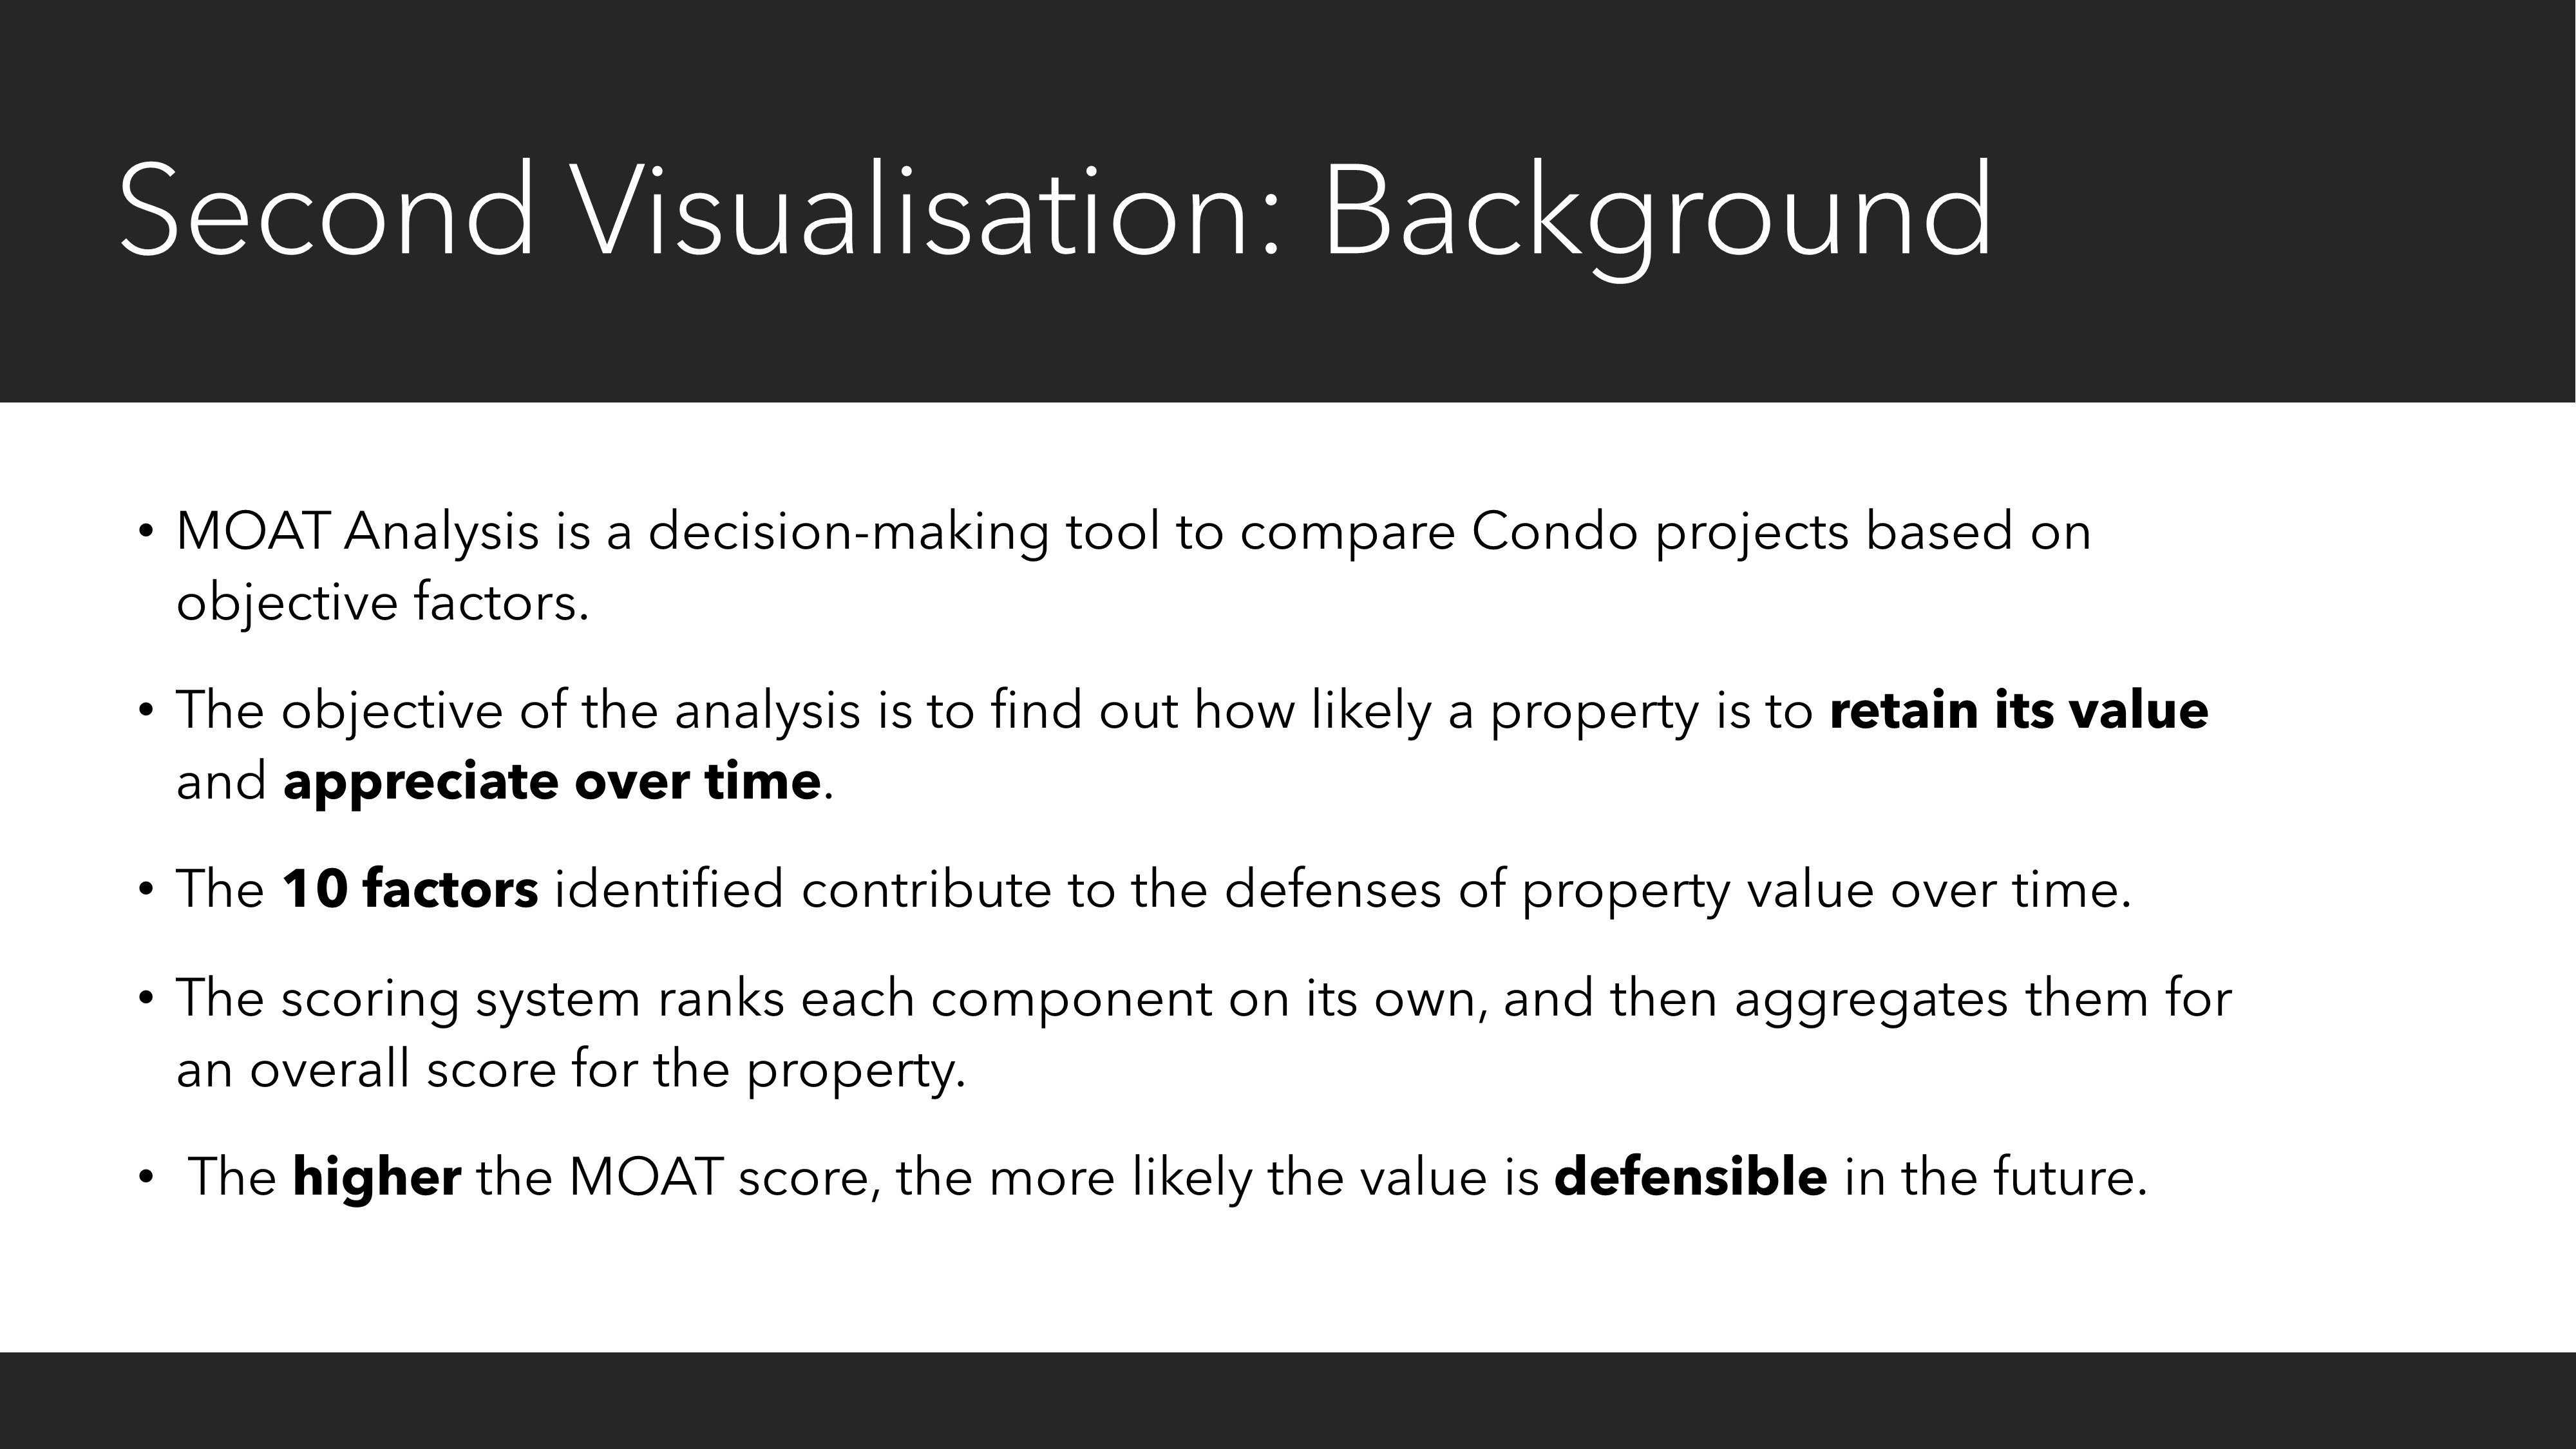 Second Visualisation: Background
• MOAT Analysis is a decision-making tool to compare Condo projects based on
objective factors.
• The objective of the analysis is to find out how likely a property is to retain its value
and appreciate over time.
• The 10 factors identified contribute to the defenses of property value over time.
• The scoring system ranks each component on its own, and then aggregates them for
an overall score for the property.
• The higher the MOAT score, the more likely the value is defensible in the future.